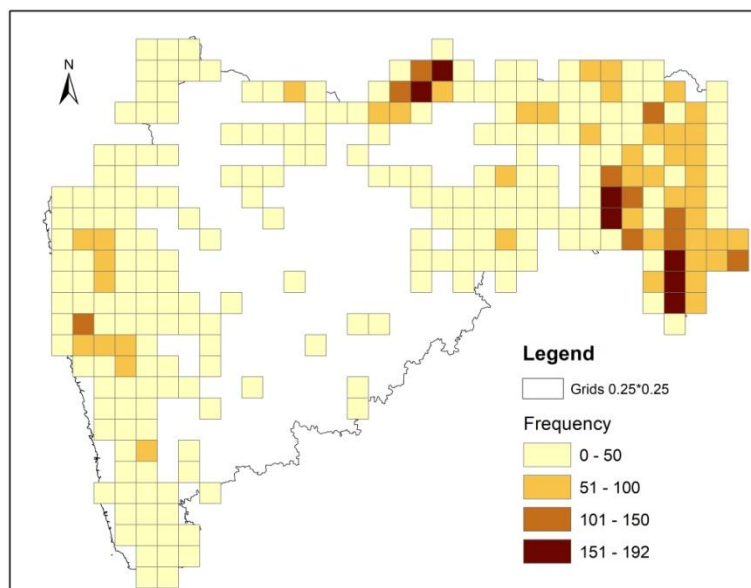 N
Legend
Grids 0.25*0.25
Frequency
0 - 50
51 - 100
101 - 150
151 - 192